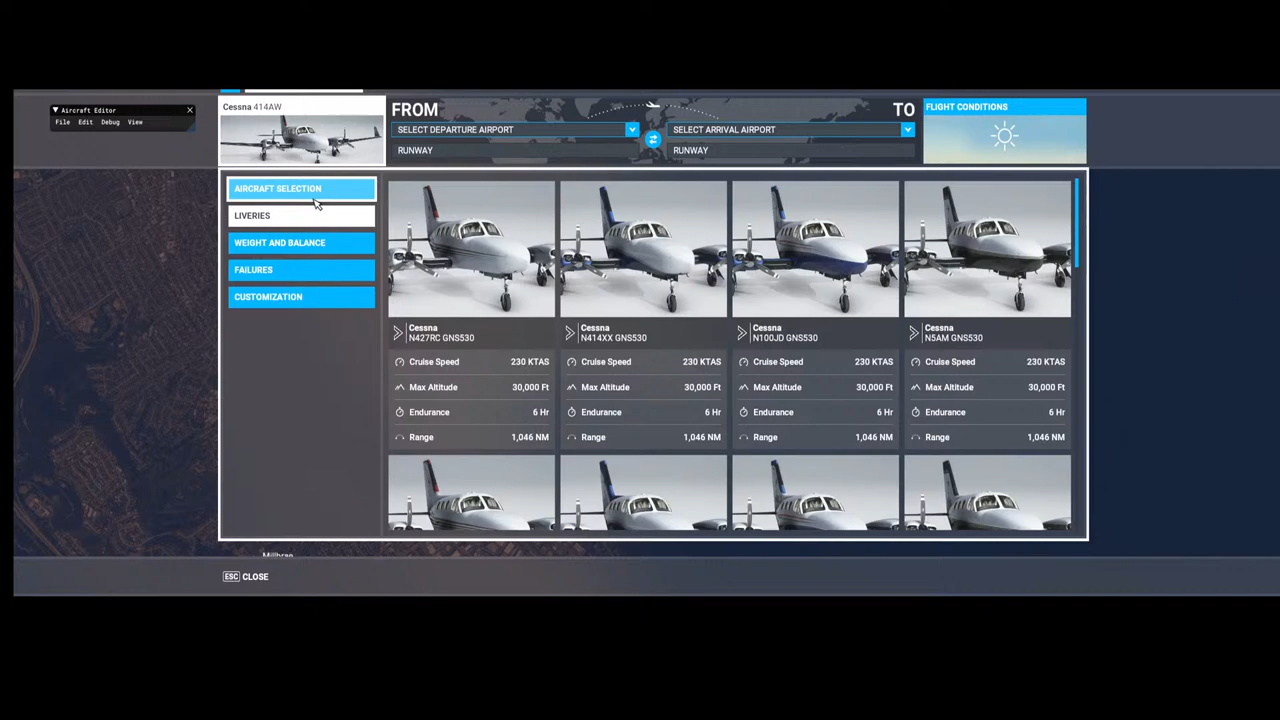 Aircraft Editor
File Edit Debug View
Cessna 414AW
FROM
SELECT DEPARTURE AIRPORT
RUNWAY
TO
SELECT ARRIVAL AIRPORT
RUNWAY
FLIGHT CONDITIONS
AIRCRAFT SELECTION
LIVERIES
WEIGHT AND BALANCE
FAILURES
CUSTOMIZATION
Cessna
N427RC GNS530
Cruise Speed 230 KTAS
Max Altitude 30,000 Ft
Endurance 6 Hr
Range 1,046 NM
Cessna
N414XX GNS530
Cruise Speed 230 KTAS
Max Altitude 30,000 Ft
Endurance 6 Hr
Range 1,046 NM
Cessna
N100JD GNS530
Cruise Speed 230 KTAS
Max Altitude 30,000 Ft
Endurance 6 Hr
Range 1,046 NM
Cessna
N5AM GNS530
Cruise Speed 230 KTAS
Max Altitude 30,000 Ft
Endurance 6 Hr
Range 1,046 NM
Millbrae
ESC CLOSE